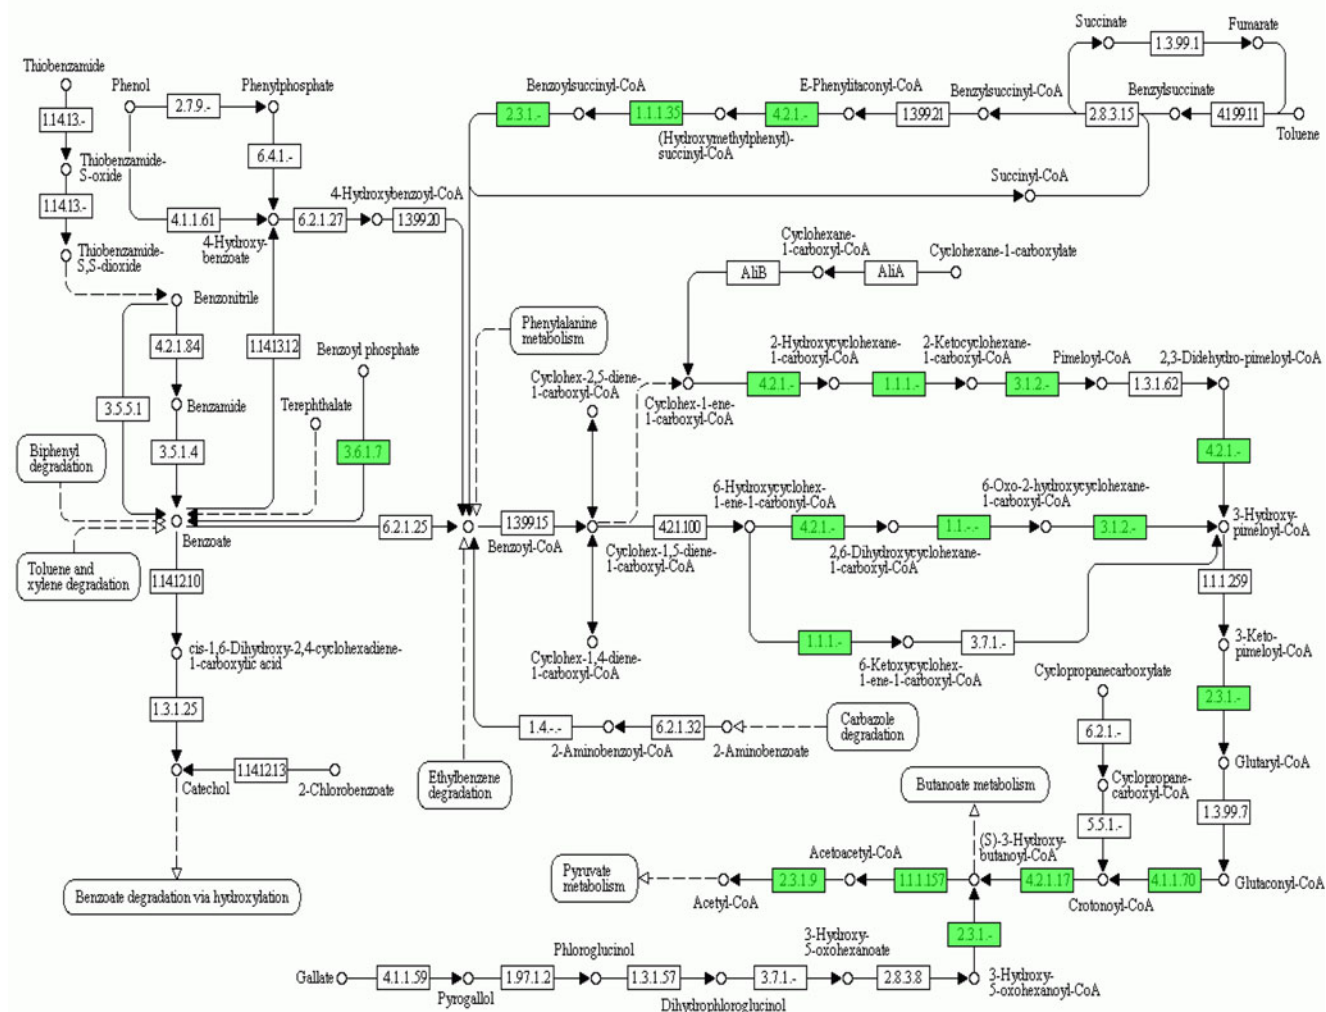 Succinate
Fumarate
1.3.99.1
Thiobenzamide
Phenol
Phenylphosphate
2.7.9.-
1.14.13.-
Benzoylsuccinyl-CoA
E-Phenylitaconyl-CoA
Benzylsuccinyl-CoA
Benzylsuccinate
2.3.1.-
1.1.1.35
4.2.1.-
1.3.99.21
2.8.3.15
4.1.99.11
Toluene
(Hydroxymethylphenyl)-
succinyl-CoA
Thiobenzamide-
S-oxide
6.4.1.-
Succinyl-CoA
1.14.13.-
4-Hydroxybenzoyl-CoA
4.1.1.61
6.2.1.27
1.3.99.20
4-Hydroxy-
benzoate
Thiobenzamide-
S,S-dioxide
Cyclohexane-
1-carboxyl-CoA
Cyclohexane-1-carboxylate
AliB
AliA
Benzonitrile
Phenylalanine
metabolism
4.2.1.84
1.14.13.12
Benzoyl phosphate
2-Hydroxycyclohexane-
1-carboxyl-CoA
2-Ketocyclohexane-
1-carboxyl-CoA
Pimeloyl-CoA
2,3-Didehydro-pimeloyl-CoA
Cyclohex-2,5-diene-
1-carboxyl-CoA
4.2.1.-
1.1.1.-
3.1.2.-
1.3.1.62
Cyclohex-1-ene-
1-carboxyl-CoA
3.5.5.1
Benzamide
Terephthalate
Biphenyl
degradation
3.5.1.4
3.6.1.7
4.2.1.-
6-Hydroxycyclohex-
1-ene-1-carbonyl-CoA
6-Oxo-2-hydroxycyclohexane-
1-carboxyl-CoA
Benzoate
6.2.1.25
Benzoyl-CoA
1.3.99.15
4.2.1.100
4.2.1.-
1.1.-.-
3.1.2.-
3-Hydroxy-
pimeloyl-CoA
Cyclohex-1,5-diene-
1-carboxyl-CoA
2,6-Dihydroxycyclohexane-
1-carboxyl-CoA
Toluene and
xylene degradation
1.14.12.10
1.1.1.259
cis-1,6-Dihydroxy-2,4-cyclohexadiene-
1-carboxylic acid
Cyclohex-1,4-diene-
1-carboxyl-CoA
1.1.1.-
3.7.1.-
6-Ketoxycyclohex-
1-ene-1-carboxyl-CoA
3-Keto-
pimeloyl-CoA
Cyclopropanecarboxylate
2.3.1.-
1.3.1.25
1.4.-.-
6.2.1.32
2-Aminobenzoyl-CoA
2-Aminobenzoate
Carbazole
degradation
6.2.1.-
Catechol
1.14.12.13
2-Chlorobenzoate
Ethylbenzene
degradation
Butanoate metabolism
Cyclopropane-
carboxyl-CoA
Glutaryl-CoA
5.5.1.-
1.3.99.7
Acetoacetyl-CoA
(S)-3-Hydroxy-
butanoyl-CoA
Pyruvate
metabolism
Acetyl-CoA
2.3.1.9
1.1.1.157
4.2.1.17
Crotonoyl-CoA
4.1.1.70
Glutaconyl-CoA
Benzoate degradation via hydroxylation
2.3.1.-
Phloroglucinol
3-Hydroxy-
5-oxohexanoate
Gallate
4.1.1.59
Pyrogallol
1.97.1.2
1.3.1.57
Dihydrophloroglucinol
3.7.1.-
2.8.3.8
3-Hydroxy-
5-oxohexanoyl-CoA